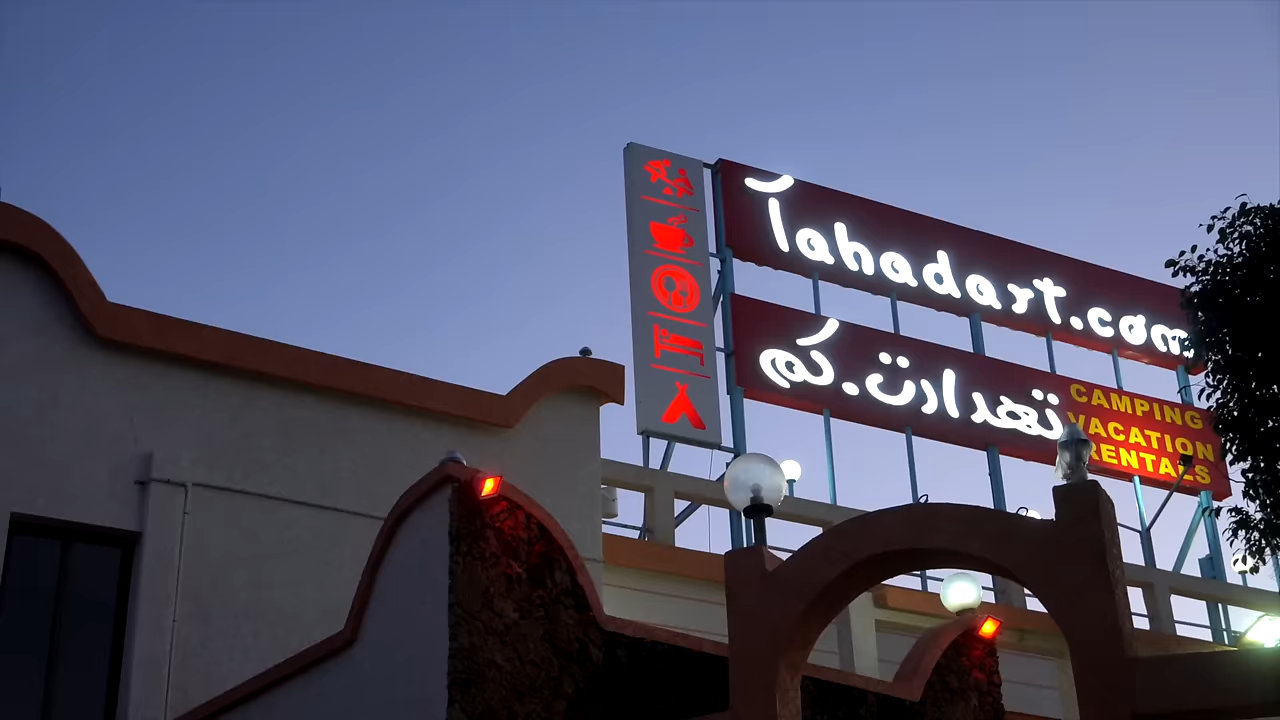 Tahadart.com
تهدارت.كم
CAMPING
VACATION
RENTALS